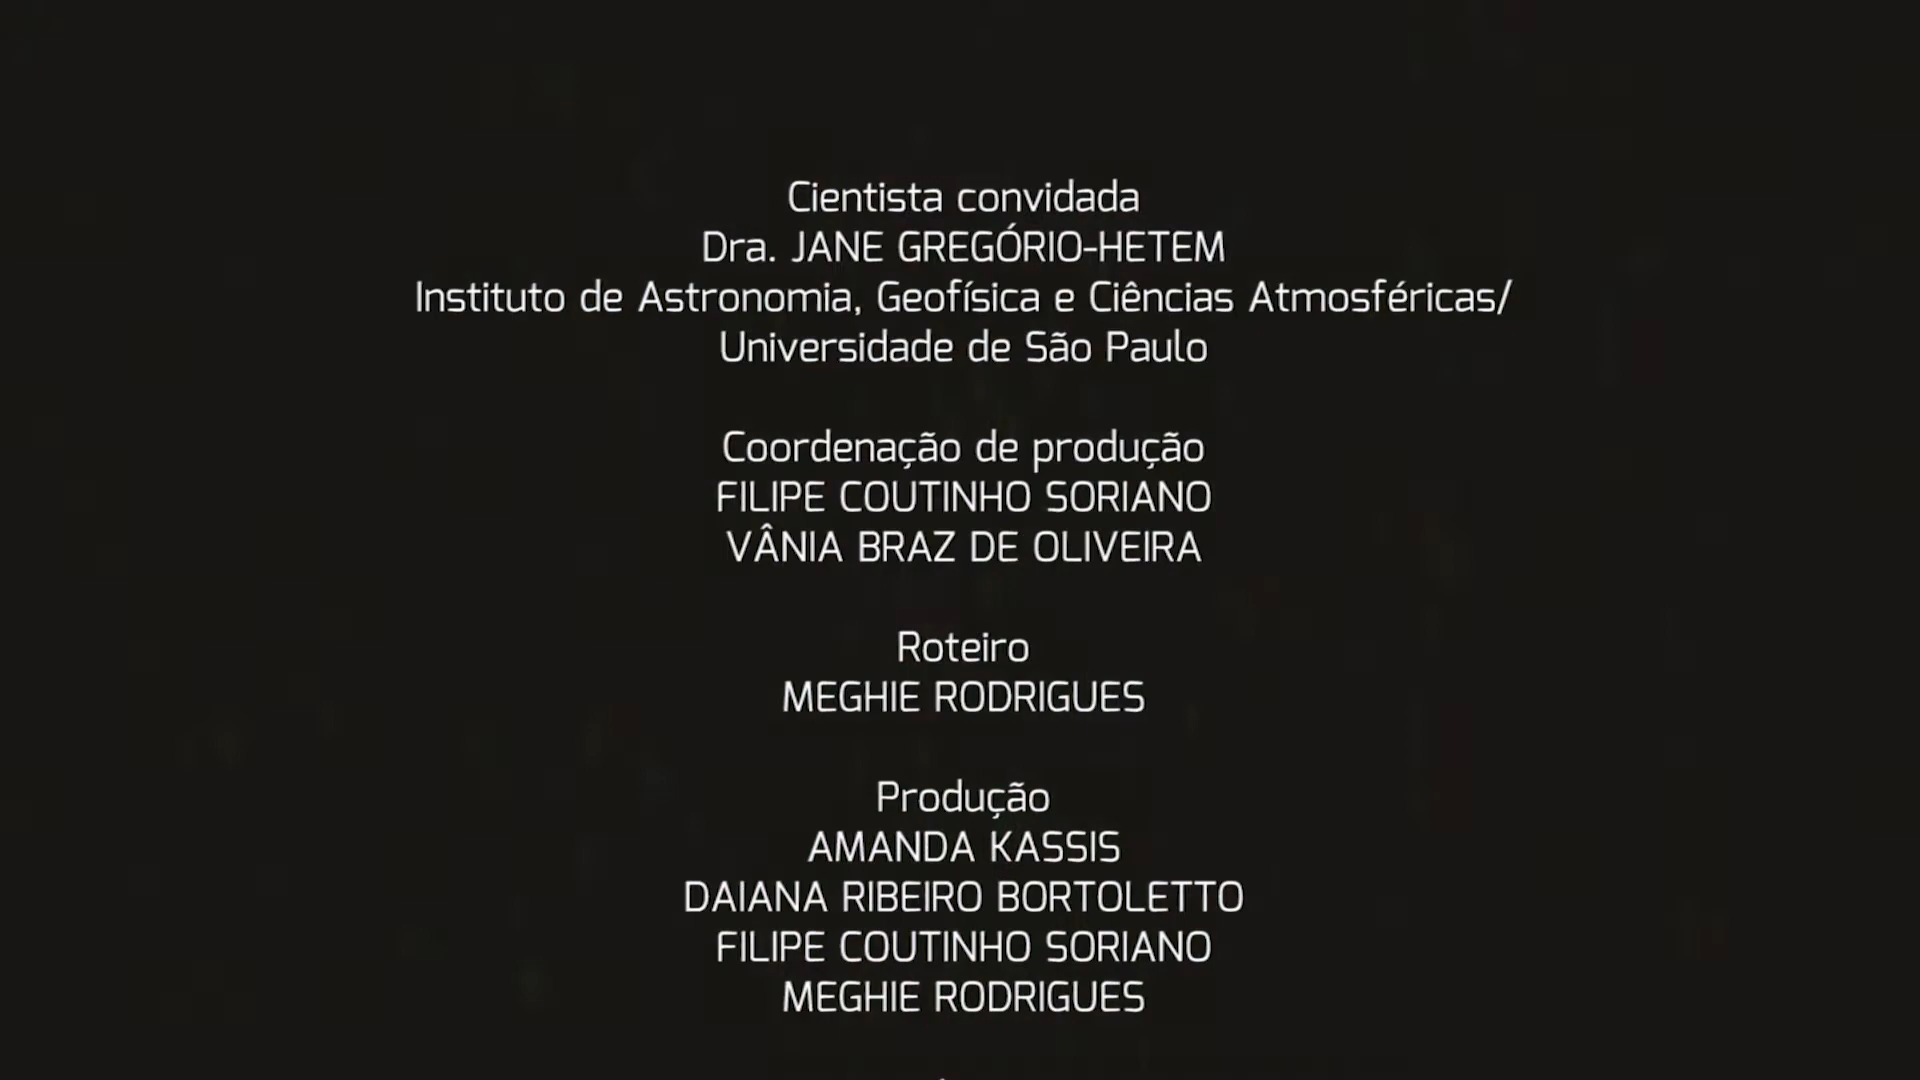 Cientista convidada
Dra. JANE GREGÓRIO-HETEM
Instituto de Astronomia, Geofísica e Ciências Atmosféricas/
Universidade de São Paulo
Coordenação de produção
FILIPE COUTINHO SORIANO
VÂNIA BRAZ DE OLIVEIRA
Roteiro
MEGHIE RODRIGUES
Produção
AMANDA KASSIS
DAIANA RIBEIRO BORTOLETTO
FILIPE COUTINHO SORIANO
MEGHIE RODRIGUES